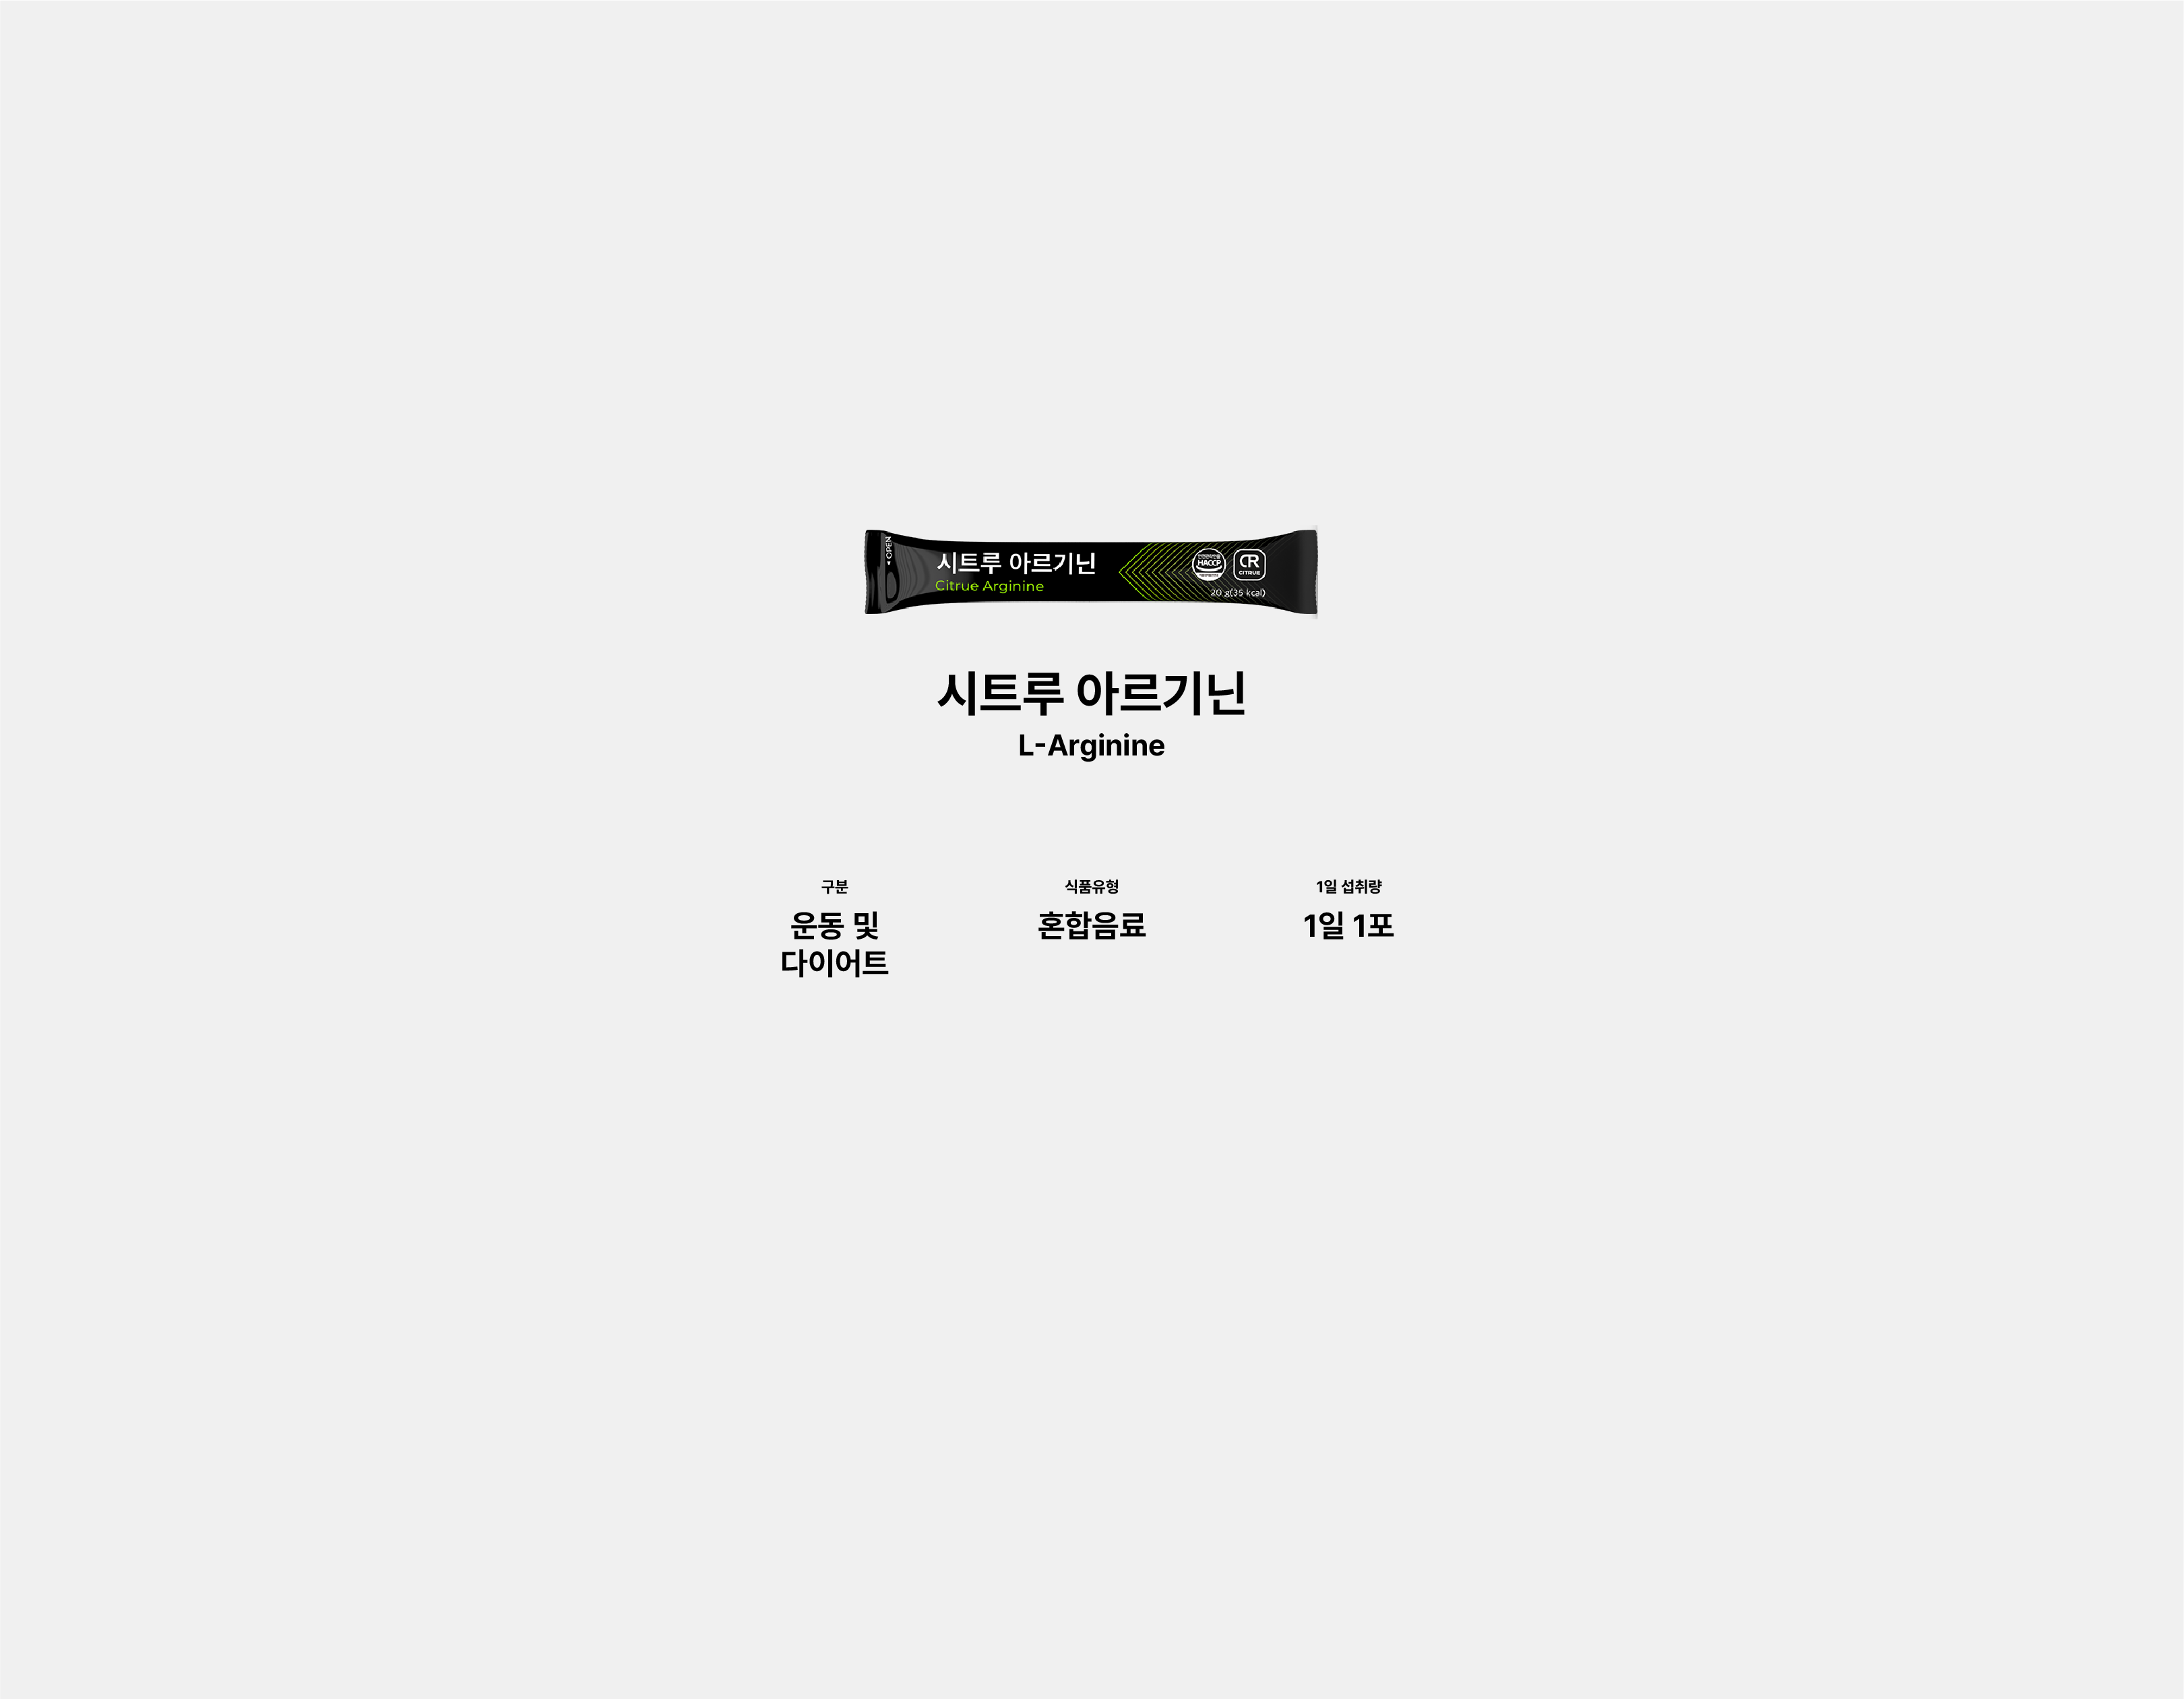 OPEN
시트루 아르기닌
Citrue Arginine
HACCP
CR
CITRUE
20 g(35 kcal)
시트루 아르기닌
L-Arginine
구분
운동 및
다이어트
식품유형
혼합음료
1일 섭취량
1일 1포